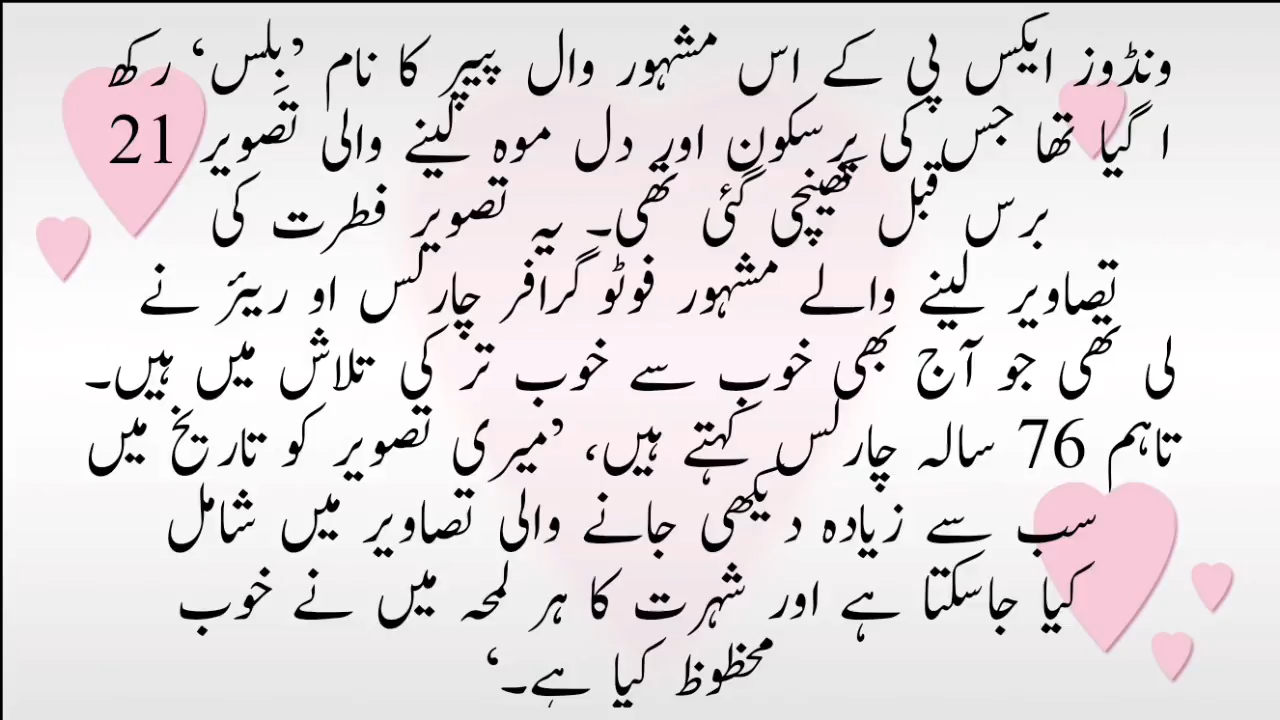 ونڈوز ایکس پی کے اس مشہور وال پیپر کا نام ’بِلس‘ رکھ
ا گیا تھا جس کی پرسکون اور دل موہ لینے والی تصویر 21
برس قبل کھینچی گئی تھی۔ یہ تصویر فطرت کی
تصاویر لینے والے مشہور فوٹو گرافر چارلس او ریئر نے
لی تھی جو آج بھی خوب سے خوب تر کی تلاش میں ہیں۔
تاہم 76 سالہ چارلس کہتے ہیں، ’میری تصویر کو تاریخ میں
سب سے زیادہ دیکھی جانے والی تصاویر میں شامل
کیا جاسکتا ہے اور شہرت کا ہر لمحہ میں نے خوب
محظوظ کیا ہے۔‘